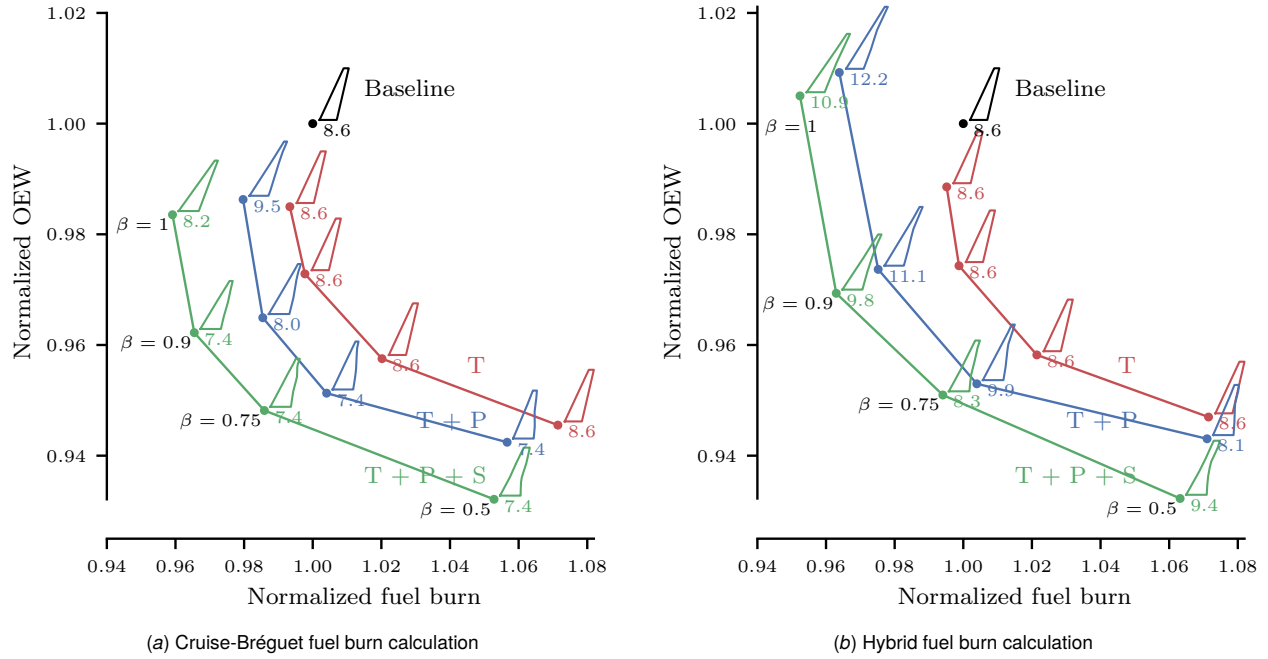 1.02
1.00
0.98
0.96
0.94
Normalized OEW
0.94 0.96 0.98 1.00 1.02 1.04 1.06 1.08
Normalized fuel burn
Baseline
8.6
8.2
9.5
8.6
β = 1
8.6
8.0
7.4
β = 0.9
8.6
7.4
7.4
T
β = 0.75
T + P
8.6
7.4
T + P + S
7.4
β = 0.5
(a) Cruise-Bréguet fuel burn calculation
1.02
1.00
0.98
0.96
0.94
Normalized OEW
0.94 0.96 0.98 1.00 1.02 1.04 1.06 1.08
Normalized fuel burn
12.2
10.9
Baseline
8.6
β = 1
8.6
8.6
11.1
9.8
β = 0.9
8.6
T
9.9
8.3
β = 0.75
T + P
8.6
8.1
T + P + S
9.4
β = 0.5
(b) Hybrid fuel burn calculation